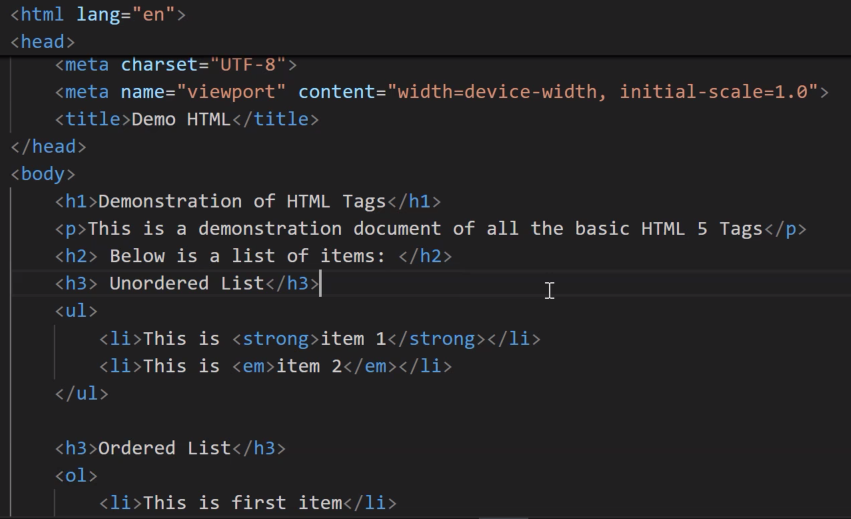 <html lang="en">
<head>
<meta charset="UTF-8">
<meta name="viewport" content="width=device-width, initial-scale=1.0">
<title>Demo HTML</title>
</head>
<body>
<h1>Demonstration of HTML Tags</h1>
<p>This is a demonstration document of all the basic HTML 5 Tags</p>
<h2> Below is a list of items: </h2>
<h3> Unordered List</h3>
<ul>
<li>This is <strong>item 1</strong></li>
<li>This is <em>item 2</em></li>
</ul>
<h3>Ordered List</h3>
<ol>
<li>This is first item</li>